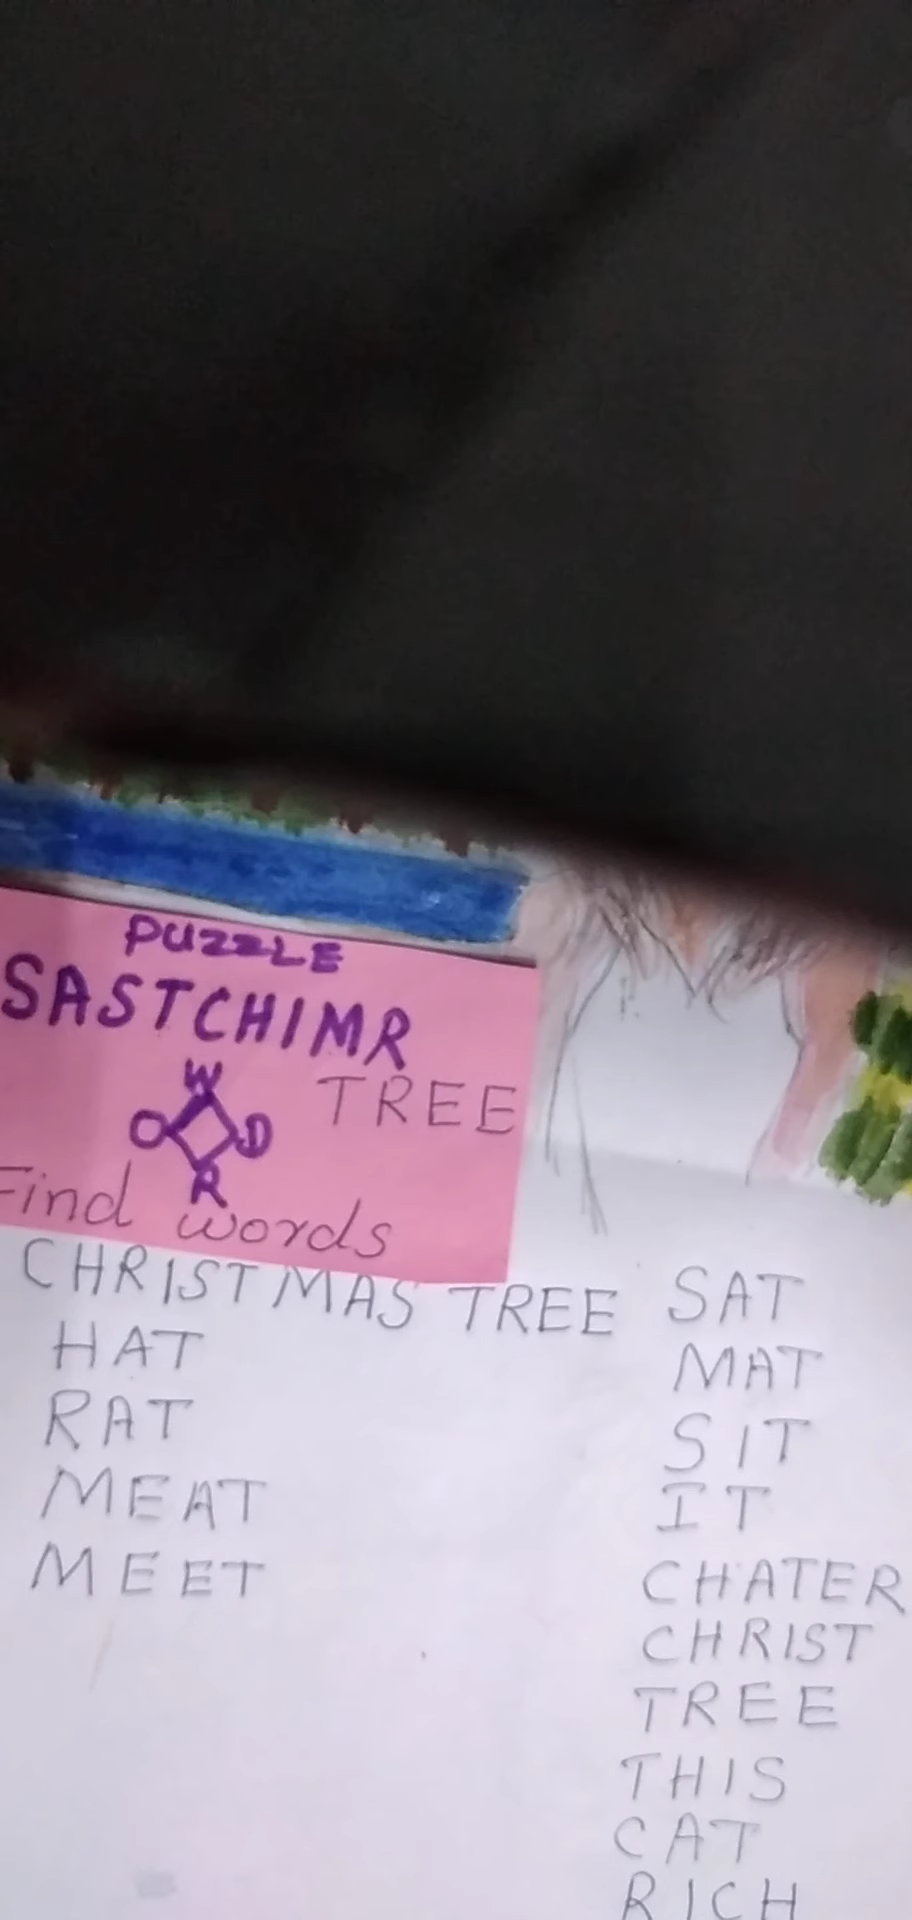 PUZZLE
SASTCHIMR
TREE
W
O D
R
Find words
CHRISTMAS TREE
HAT
RAT
MEAT
MEET
SAT
MAT
SIT
IT
CHATER
CHRIST
TREE
THIS
CAT
RICH